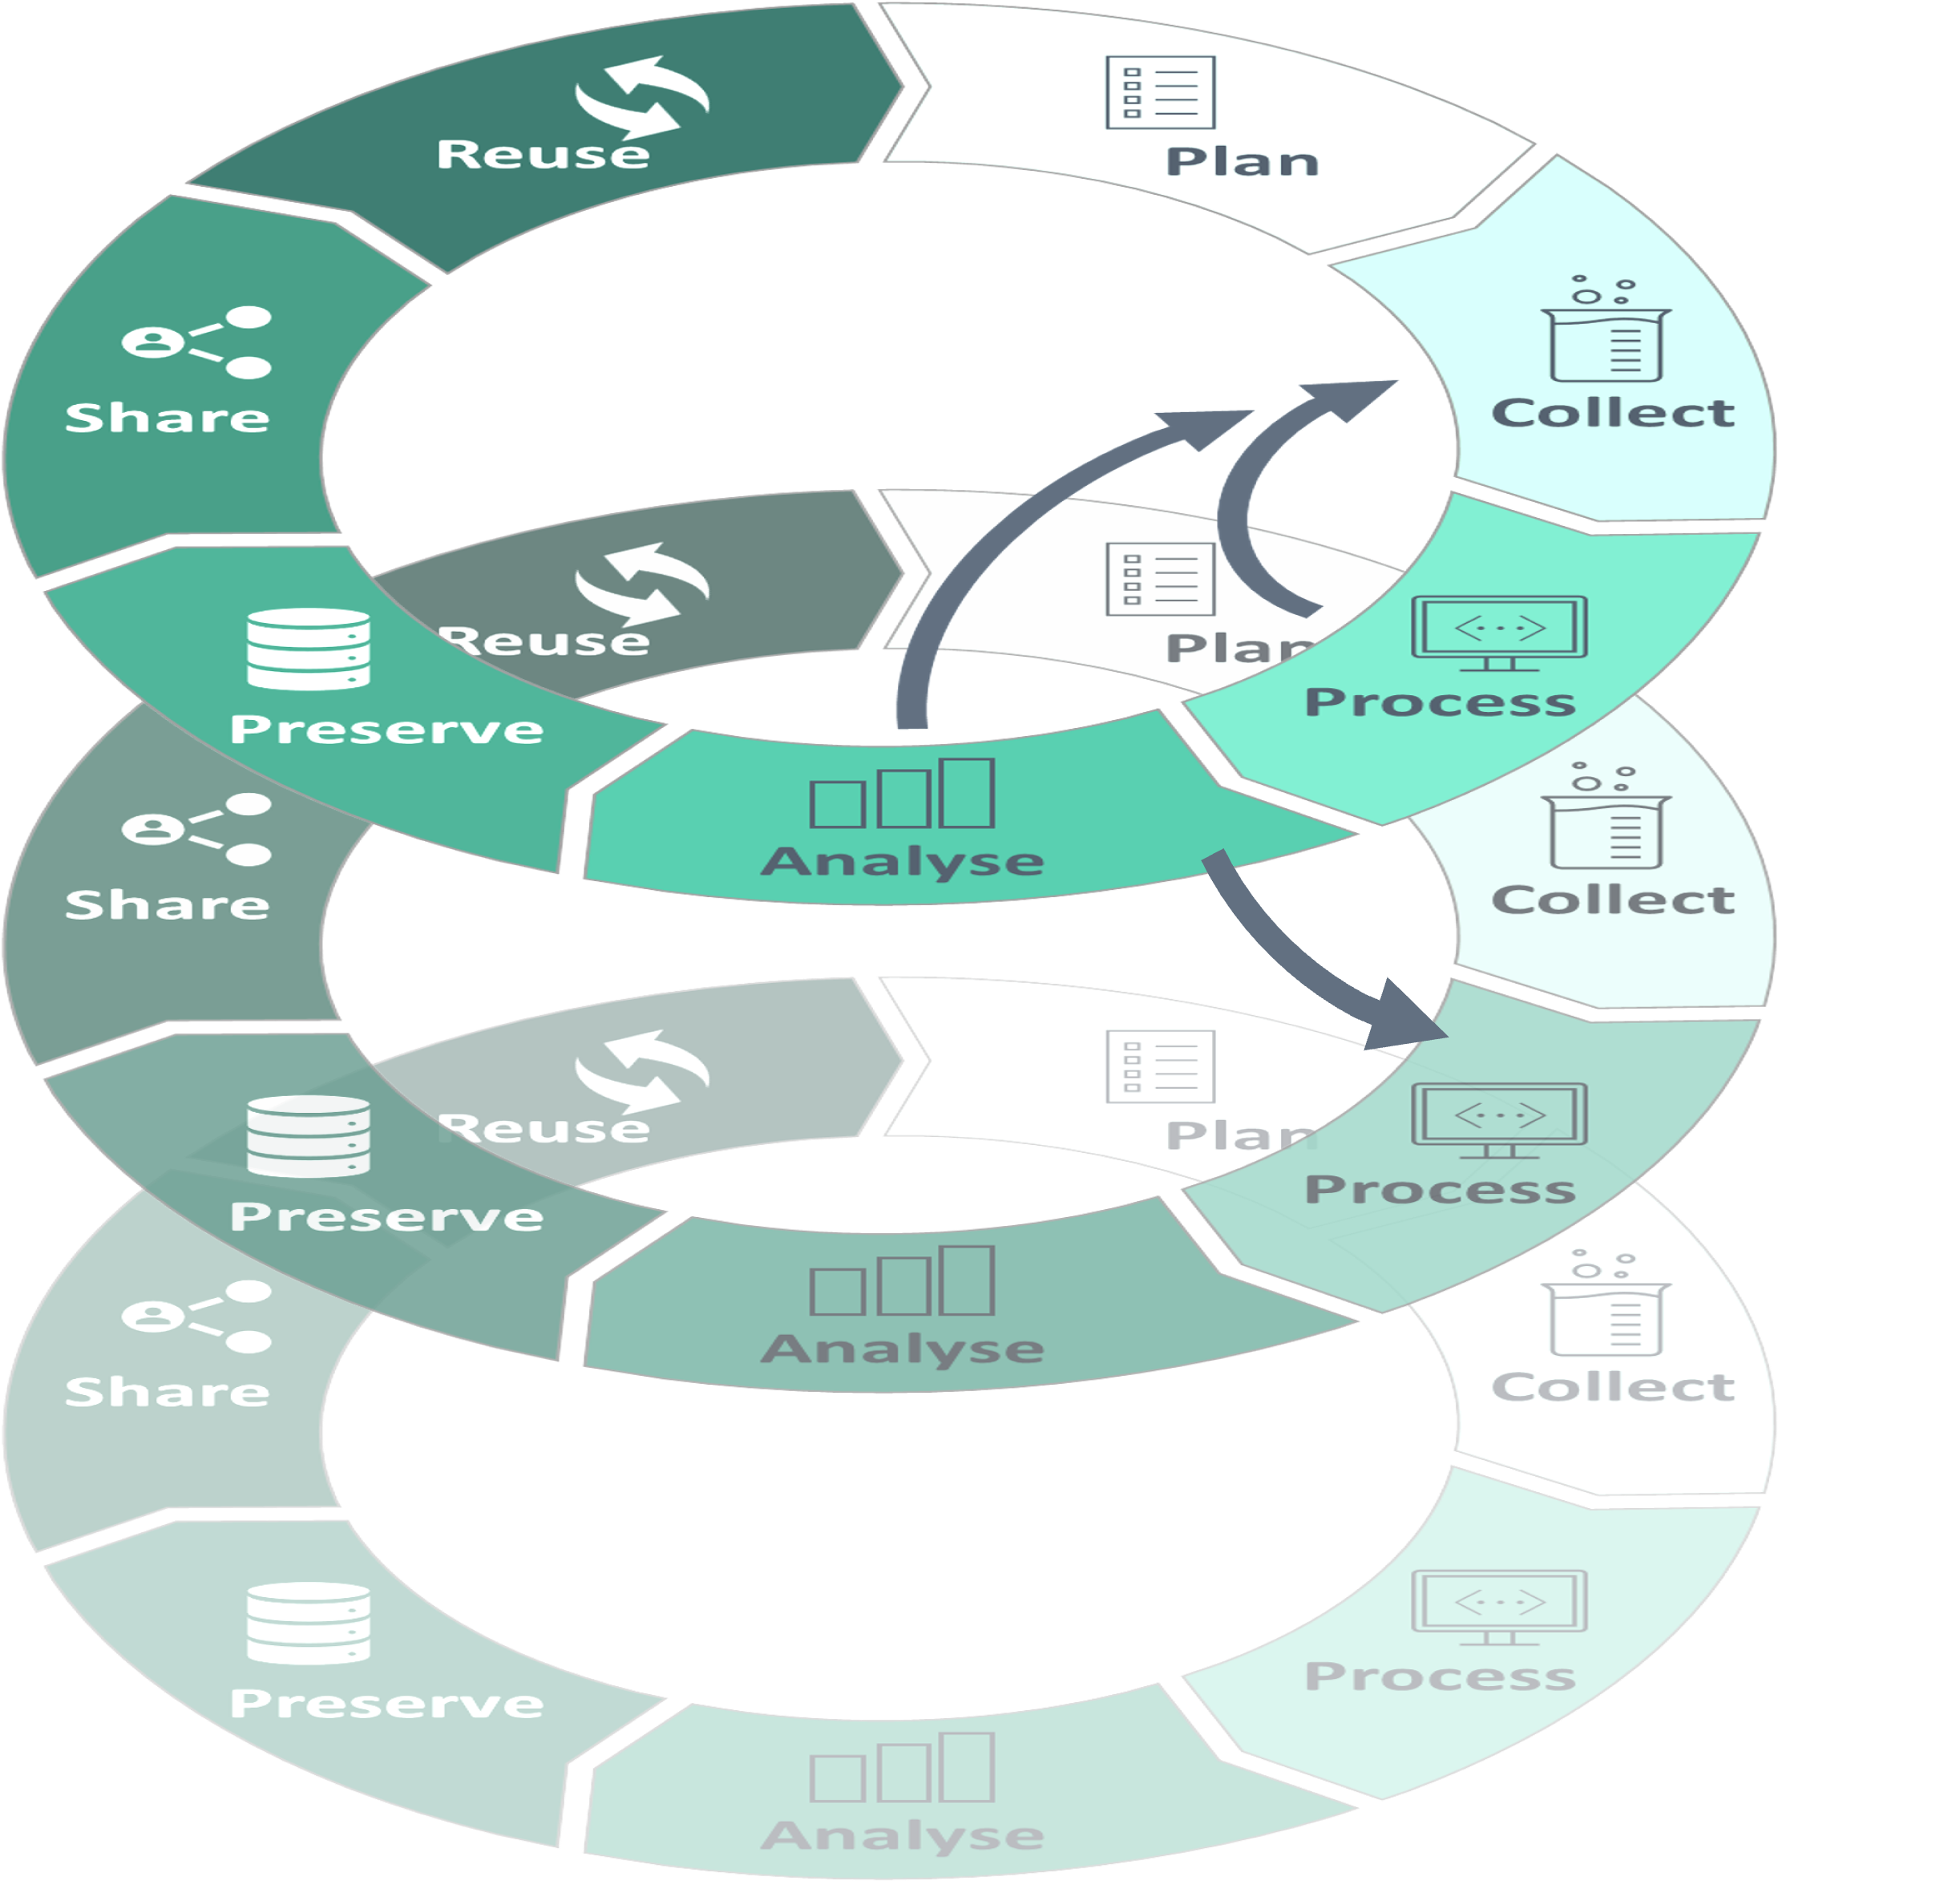 Reuse
Plan
Share
Collect
Preserve
Process
Analyse
Reuse
Plan
Share
Collect
Preserve
Process
Analyse
Reuse
Plan
Share
Collect
Preserve
Process
Analyse